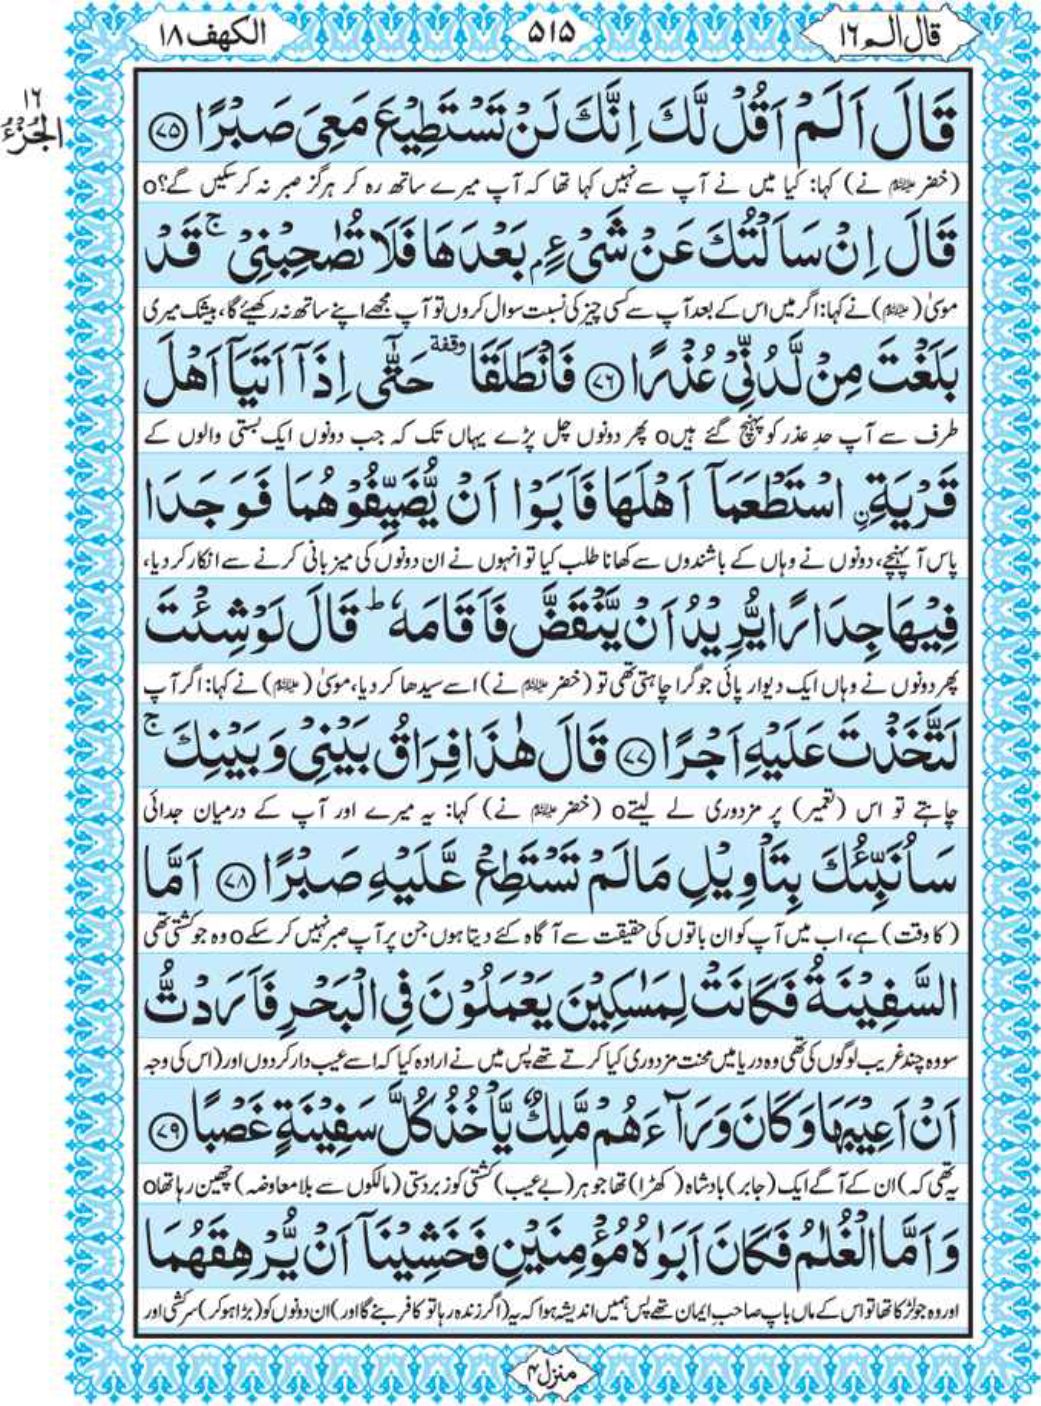 قال الم ١٦
٥١٥
الكهف ١٨
١٦
الجزء
قَالَ اَلَمْ اَقُلْ لَّكَ اِنَّكَ لَنْ تَسْتَطِيْعَ مَعِيَ صَبْرًا ﴿٧٥﴾
(خضر علیہ السلام نے) کہا: کیا میں نے آپ سے نہیں کہا تھا کہ آپ میرے ساتھ رہ کر ہرگز صبر نہ کر سکیں گے؟o
قَالَ اِنْ سَاَلْتُكَ عَنْ شَيْءٍۭ بَعْدَهَا فَلَا تُصٰحِبْنِيْ ۚ قَدْ
موسیٰ (علیہ السلام) نے کہا: اگر میں اس کے بعد آپ سے کسی چیز کی نسبت سوال کروں تو آپ مجھے اپنے ساتھ نہ رکھیئے گا، بیشک میری
بَلَغْتَ مِنْ لَّدُنِّيْ عُذْرًا ﴿٧٦﴾ فَانْطَلَقَا وقفة حَتّٰۤى اِذَاۤ اَتَيَاۤ اَهْلَ
طرف سے آپ حدِ عذر کو پہنچ گئے ہیںo پھر دونوں چل پڑے یہاں تک کہ جب دونوں ایک بستی والوں کے
قَرْيَةِ ِۨ اسْتَطْعَمَاۤ اَهْلَهَا فَاَبَوْا اَنْ يُّضَيِّفُوْهُمَا فَوَجَدَا
پاس آ پہنچے، دونوں نے وہاں کے باشندوں سے کھانا طلب کیا تو انہوں نے ان دونوں کی میزبانی کرنے سے انکار کر دیا،
فِيْهَا جِدَارًا يُّرِيْدُ اَنْ يَّنْقَضَّ فَاَقَامَهٗ ؕ قَالَ لَوْ شِئْتَ
پھر دونوں نے وہاں ایک دیوار پائی جو گرا چاہتی تھی تو (خضر علیہ السلام نے) اسے سیدھا کر دیا، موسیٰ (علیہ السلام) نے کہا: اگر آپ
لَتَّخَذْتَ عَلَيْهِ اَجْرًا ﴿٧٧﴾ قَالَ هٰذَا فِرَاقُ بَيْنِيْ وَبَيْنِكَ ۚ
چاہتے تو اس (تعمیر) پر مزدوری لے لیتےo (خضر علیہ السلام نے) کہا: یہ میرے اور آپ کے درمیان جدائی
سَاُنَبِّئُكَ بِتَاْوِيْلِ مَا لَمْ تَسْتَطِعْ عَّلَيْهِ صَبْرًا ﴿٧٨﴾ اَمَّا
(کا وقت) ہے، اب میں آپ کو ان باتوں کی حقیقت سے آگاہ کئے دیتا ہوں جن پر آپ صبر نہیں کر سکےo وہ جو کشتی تھی
السَّفِيْنَةُ فَكَانَتْ لِمَسٰكِيْنَ يَعْمَلُوْنَ فِي الْبَحْرِ فَاَرَدْتُّ
سو وہ چند غریب لوگوں کی تھی وہ دریا میں محنت مزدوری کیا کرتے تھے پس میں نے ارادہ کیا کہ اسے عیب دار کر دوں اور (اس کی وجہ
اَنْ اَعِيْبَهَا وَكَانَ وَرَآءَهُمْ مَّلِكٌ يَّاْخُذُ كُلَّ سَفِيْنَةٍ غَصْبًا ﴿٧٩﴾
یہ تھی کہ) ان کے آگے ایک (جابر) بادشاہ (کھڑا) تھا جو ہر (بے عیب) کشتی کو زبردستی (مالکوں سے بلامعاوضہ) چھین رہا تھاo
وَاَمَّا الْغُلٰمُ فَكَانَ اَبَوٰهُ مُؤْمِنَيْنِ فَخَشِيْنَاۤ اَنْ يُّرْهِقَهُمَا
اور وہ جو لڑکا تھا تو اس کے ماں باپ صاحبِ ایمان تھے پس ہمیں اندیشہ ہوا کہ یہ (اگر زندہ رہا تو کافر بنے گا اور) ان دونوں کو (بڑا ہو کر) سرکشی اور
منزل ٤